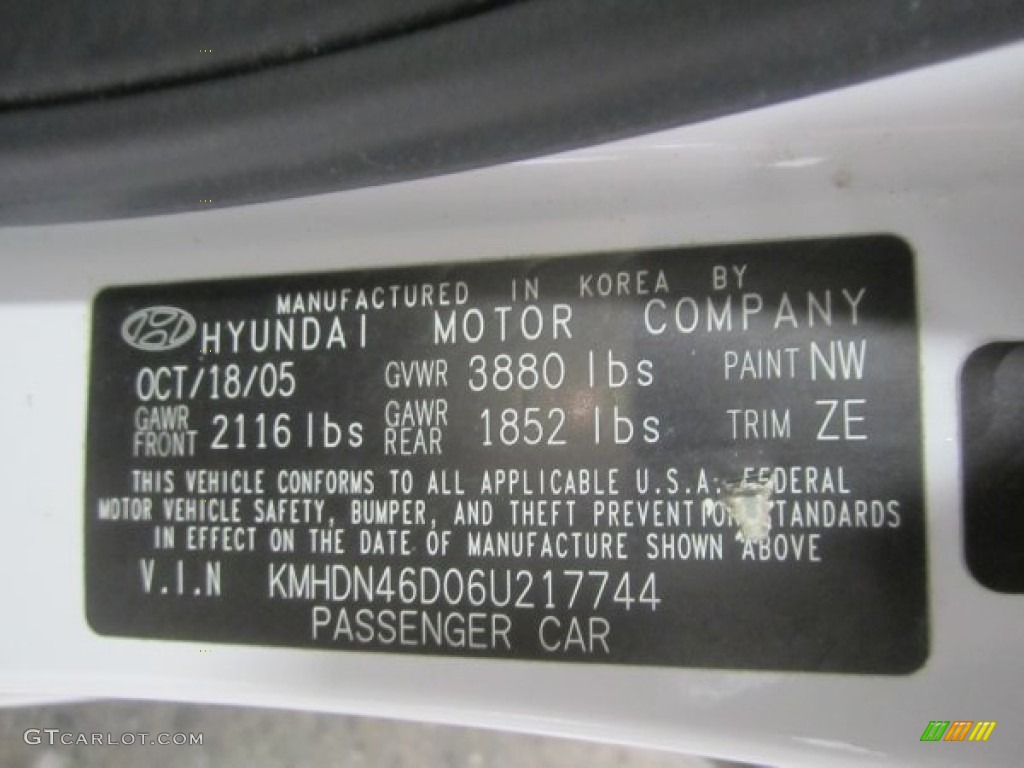 MANUFACTURED IN KOREA BY
HYUNDAI MOTOR COMPANY
OCT/18/05 GVWR 3880 lbs PAINT NW
GAWR FRONT 2116 lbs GAWR REAR 1852 lbs TRIM ZE
THIS VEHICLE CONFORMS TO ALL APPLICABLE U.S.A. FEDERAL
MOTOR VEHICLE SAFETY, BUMPER, AND THEFT PREVENTION STANDARDS
IN EFFECT ON THE DATE OF MANUFACTURE SHOWN ABOVE
V.I.N KMHDN46D06U217744
PASSENGER CAR
GTCARLOT.COM